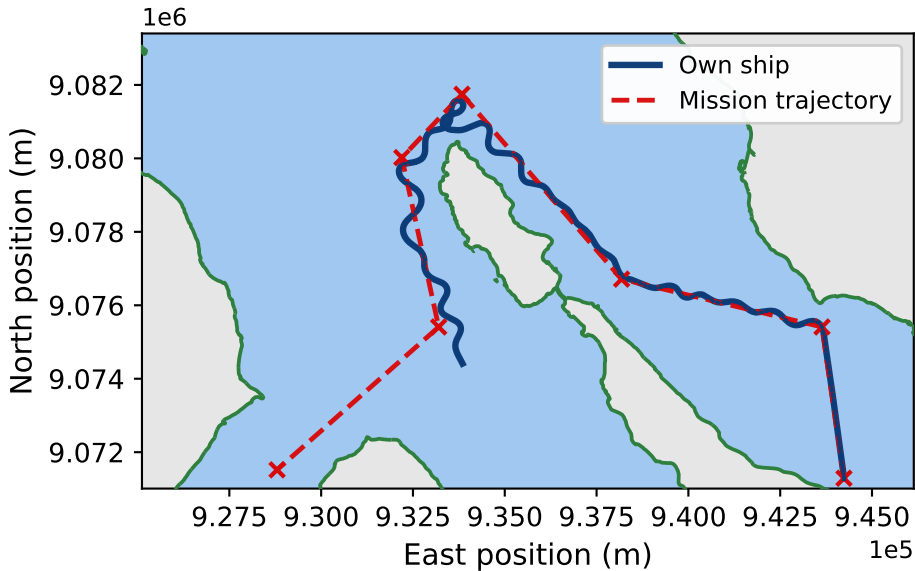 1e6
Own ship
Mission trajectory
9.082
9.080
9.078
9.076
9.074
9.072
North position (m)
9.275 9.300 9.325 9.350 9.375 9.400 9.425 9.450
1e5
East position (m)